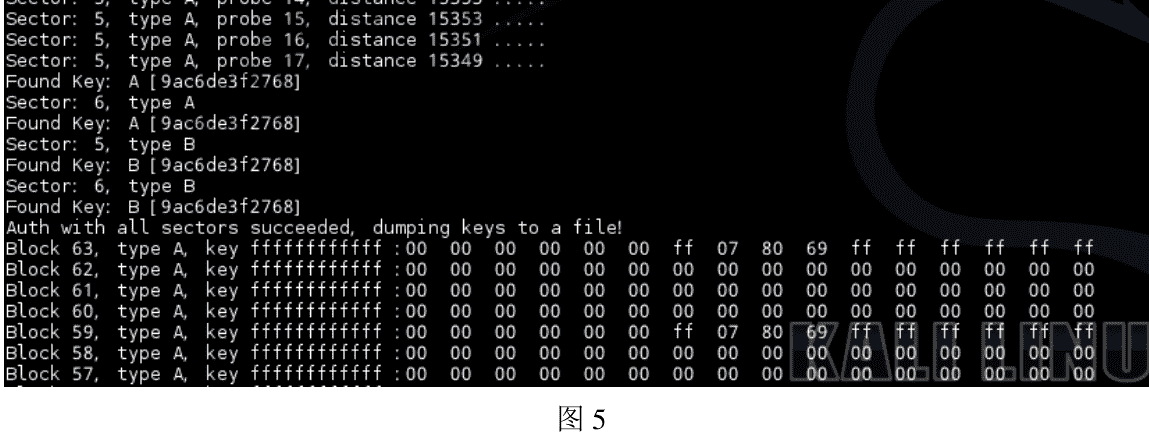 Sector: 5, type A, probe 14, distance 15355 .....
Sector: 5, type A, probe 15, distance 15353 .....
Sector: 5, type A, probe 16, distance 15351 .....
Sector: 5, type A, probe 17, distance 15349 .....
Found Key: A [9ac6de3f2768]
Sector: 6, type A
Found Key: A [9ac6de3f2768]
Sector: 5, type B
Found Key: B [9ac6de3f2768]
Sector: 6, type B
Found Key: B [9ac6de3f2768]
Auth with all sectors succeeded, dumping keys to a file!
Block 63, type A, key ffffffffffff :00 00 00 00 00 00 ff 07 80 69 ff ff ff ff ff ff
Block 62, type A, key ffffffffffff :00 00 00 00 00 00 00 00 00 00 00 00 00 00 00 00
Block 61, type A, key ffffffffffff :00 00 00 00 00 00 00 00 00 00 00 00 00 00 00 00
Block 60, type A, key ffffffffffff :00 00 00 00 00 00 00 00 00 00 00 00 00 00 00 00
Block 59, type A, key ffffffffffff :00 00 00 00 00 00 ff 07 80 69 ff ff ff ff ff ff
Block 58, type A, key ffffffffffff :00 00 00 00 00 00 00 00 00 00 00 00 00 00 00 00
Block 57, type A, key ffffffffffff :00 00 00 00 00 00 00 00 00 00 00 00 00 00 00 00
KALI LINU
图 5